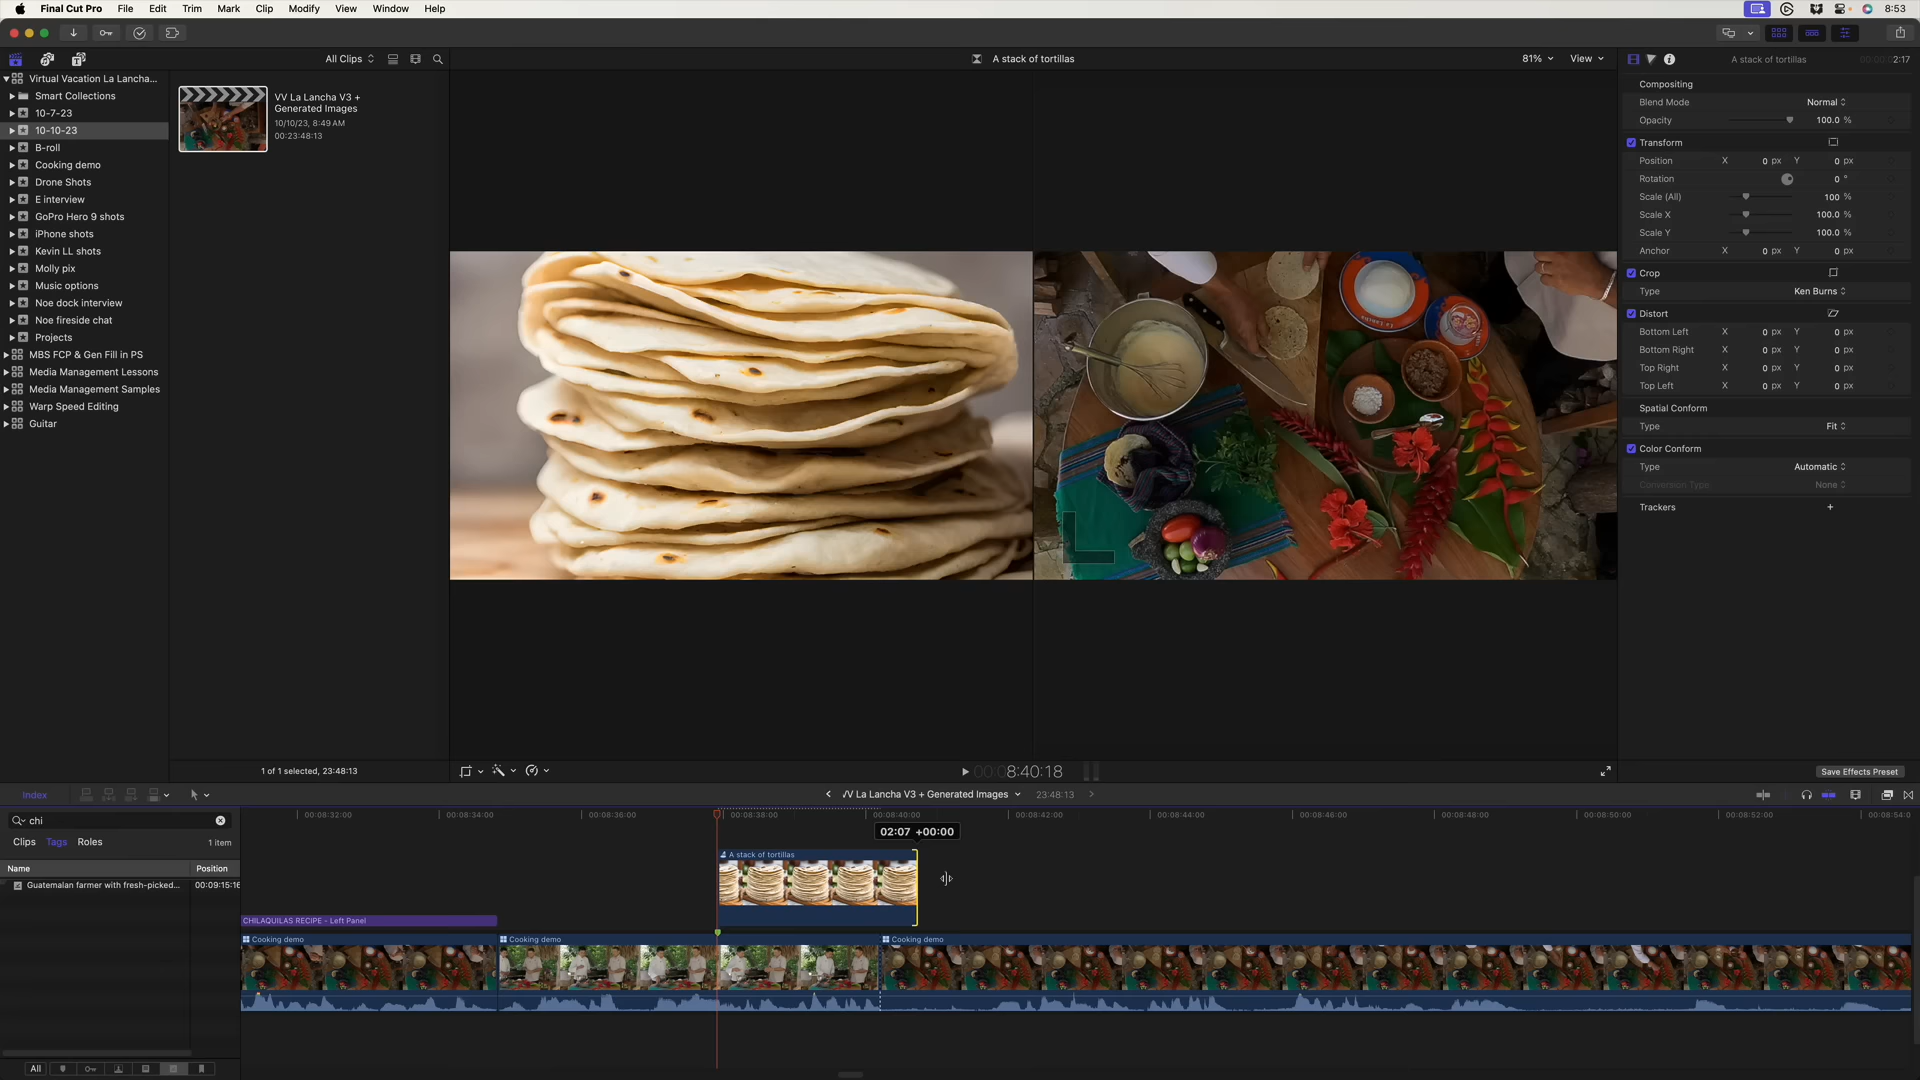 Final Cut Pro File Edit Trim Mark Clip Modify View Window Help 8:53
All Clips
A stack of tortillas
81% View
A stack of tortillas 2:17
Virtual Vacation La Lancha...
Smart Collections
10-7-23
10-10-23
B-roll
Cooking demo
Drone Shots
E interview
GoPro Hero 9 shots
iPhone shots
Kevin LL shots
Molly pix
Music options
Noe dock interview
Noe fireside chat
Projects
MBS FCP & Gen Fill in PS
Media Management Lessons
Media Management Samples
Warp Speed Editing
Guitar
VV La Lancha V3 +
Generated Images
10/10/23, 8:49 AM
00:23:48:13
1 of 1 selected, 23:48:13
Compositing
Blend Mode Normal
Opacity 100.0 %
Transform
Position X 0 px Y 0 px
Rotation 0 °
Scale (All) 100 %
Scale X 100.0 %
Scale Y 100.0 %
Anchor X 0 px Y 0 px
Crop
Type Ken Burns
Distort
Bottom Left X 0 px Y 0 px
Bottom Right X 0 px Y 0 px
Top Right X 0 px Y 0 px
Top Left X 0 px Y 0 px
Spatial Conform
Type Fit
Color Conform
Type Automatic
Conversion Type None
Trackers +
00:00:8:40:18
Save Effects Preset
Index
VV La Lancha V3 + Generated Images 23:48:13
chi
Clips Tags Roles 1 item
Name Position
Guatemalan farmer with fresh-picked... 00:09:15:16
All
00:08:32:00 00:08:34:00 00:08:36:00 00:08:38:00 00:08:40:00 00:08:42:00 00:08:44:00 00:08:46:00 00:08:48:00 00:08:50:00 00:08:52:00 00:08:54:0
02:07 +00:00
A stack of tortillas
CHILAQUILAS RECIPE - Left Panel
Cooking demo Cooking demo Cooking demo